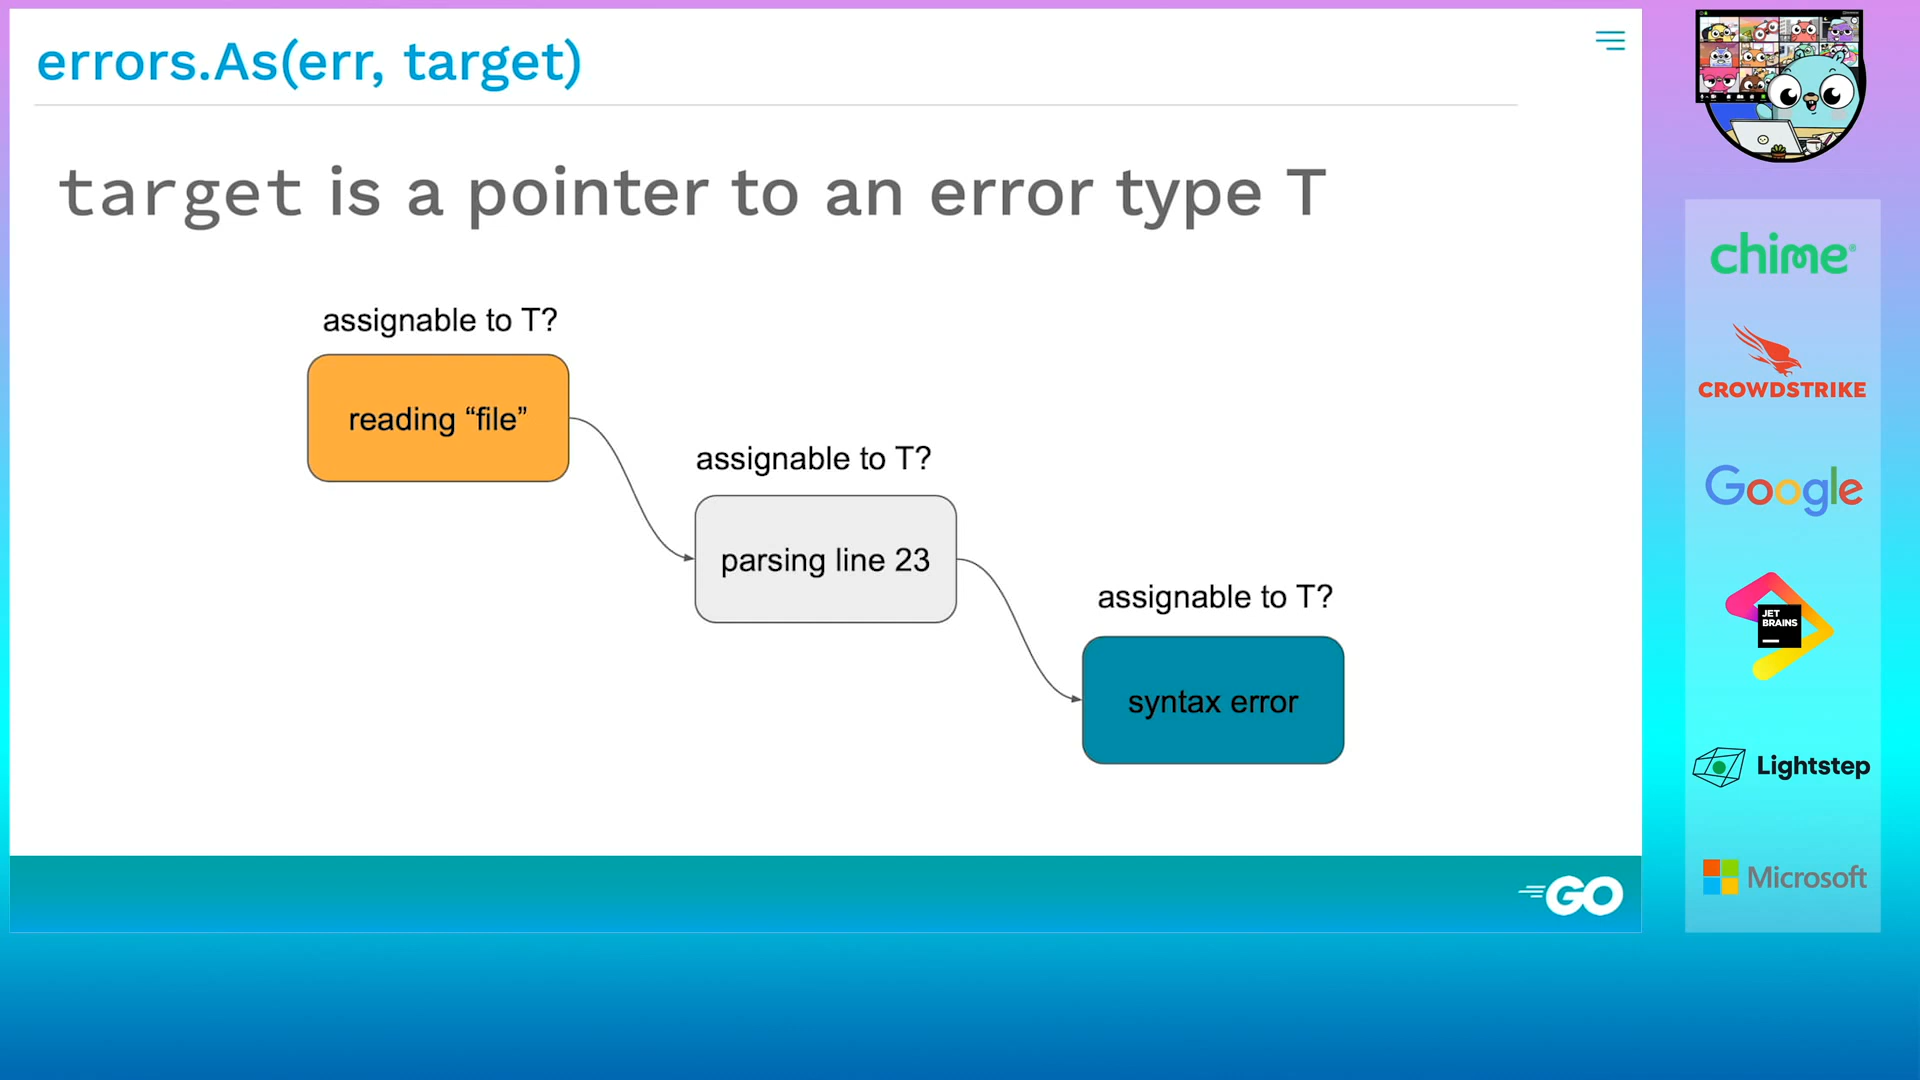 errors.As(err, target)
target is a pointer to an error type T
assignable to T?
reading “file”
assignable to T?
parsing line 23
assignable to T?
syntax error
GO
chime
CROWDSTRIKE
Google
JET
BRAINS
Lightstep
Microsoft